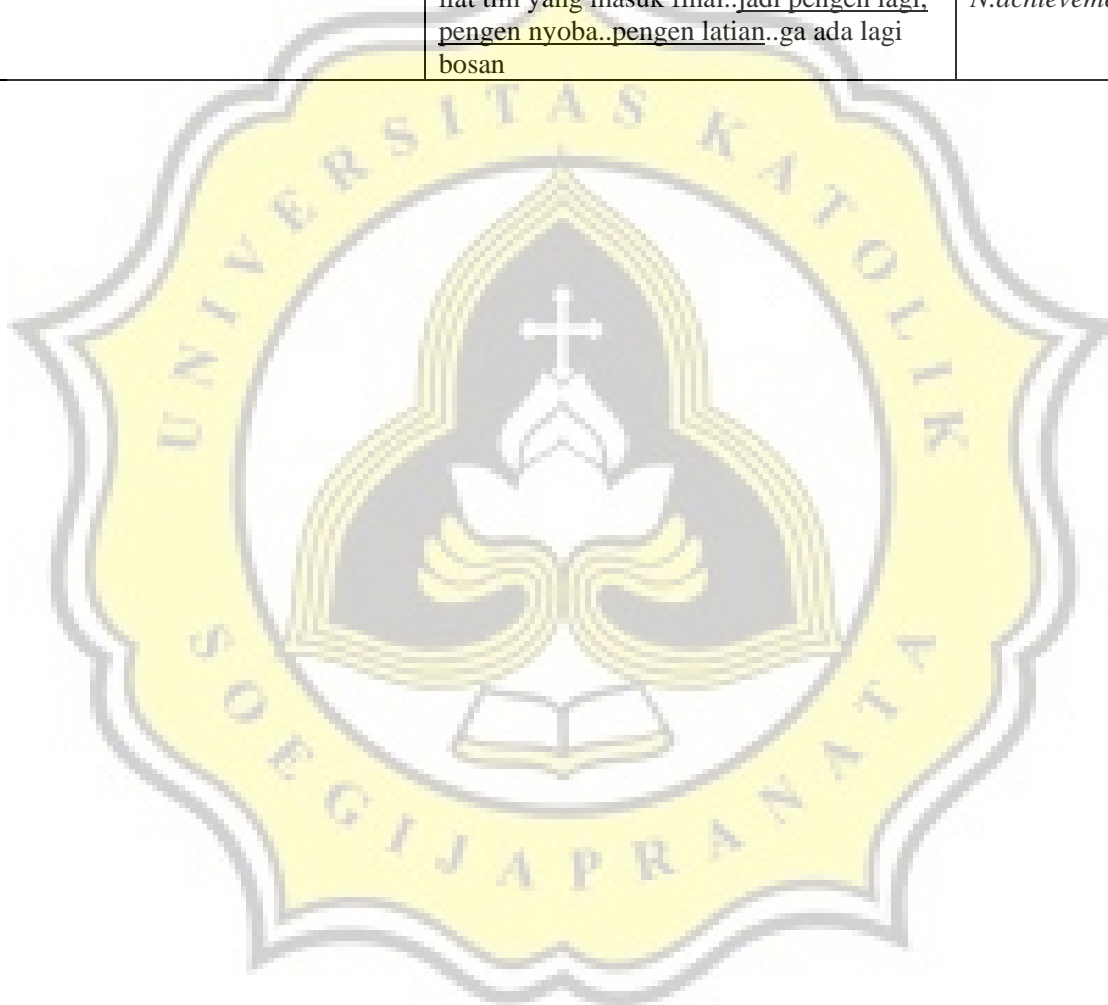 pengen nyoba..pengen latian..ga ada lagi
bosan
UNIVERSITAS KATOLIK
SOEGIJAPRANATA